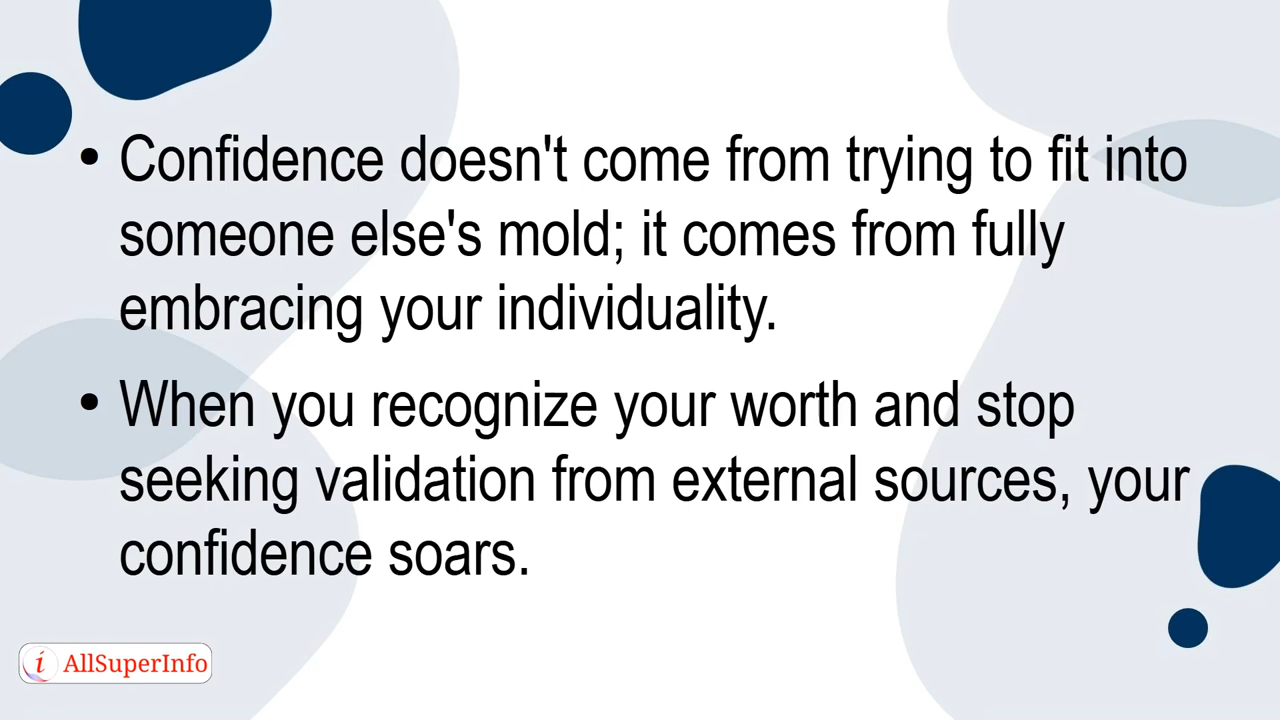 • Confidence doesn't come from trying to fit into
someone else's mold; it comes from fully
embracing your individuality.
• When you recognize your worth and stop
seeking validation from external sources, your
confidence soars.
i AllSuperInfo